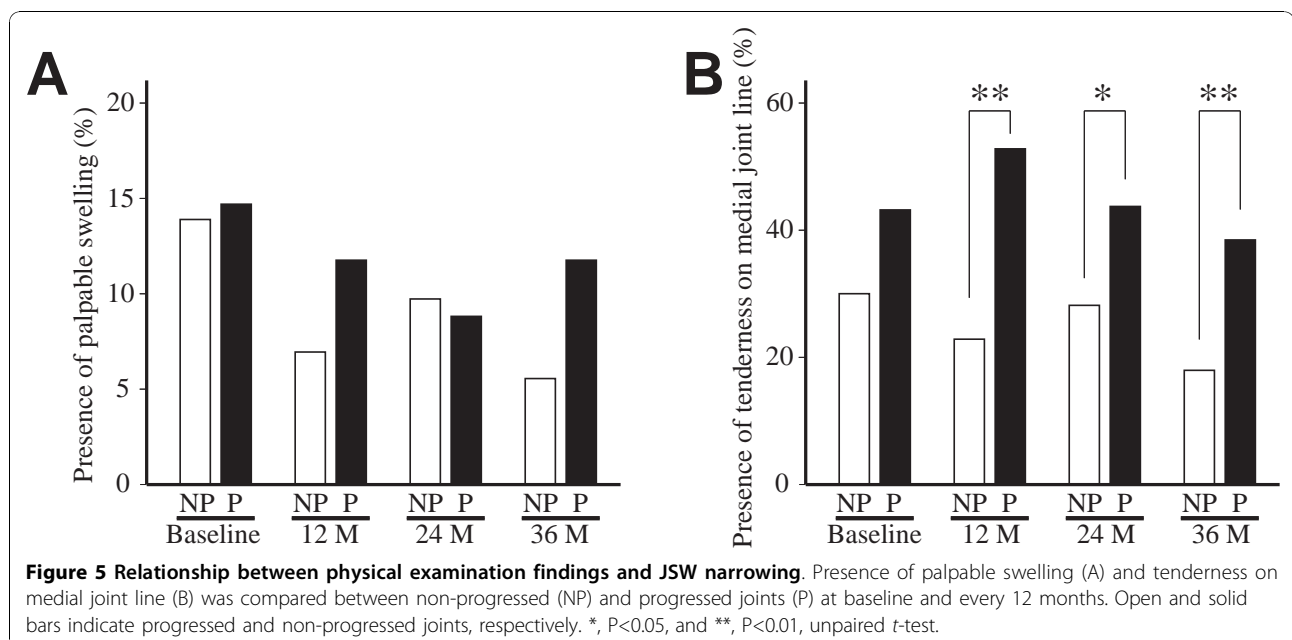 A
Presence of palpable swelling (%)
20
15
10
5
0
NP P NP P NP P NP P
Baseline 12 M 24 M 36 M
B
Presence of tenderness on medial joint line (%)
60
40
20
0
** * **
NP P NP P NP P NP P
Baseline 12 M 24 M 36 M
Figure 5 Relationship between physical examination findings and JSW narrowing. Presence of palpable swelling (A) and tenderness on
medial joint line (B) was compared between non-progressed (NP) and progressed joints (P) at baseline and every 12 months. Open and solid
bars indicate progressed and non-progressed joints, respectively. *, P<0.05, and **, P<0.01, unpaired t-test.